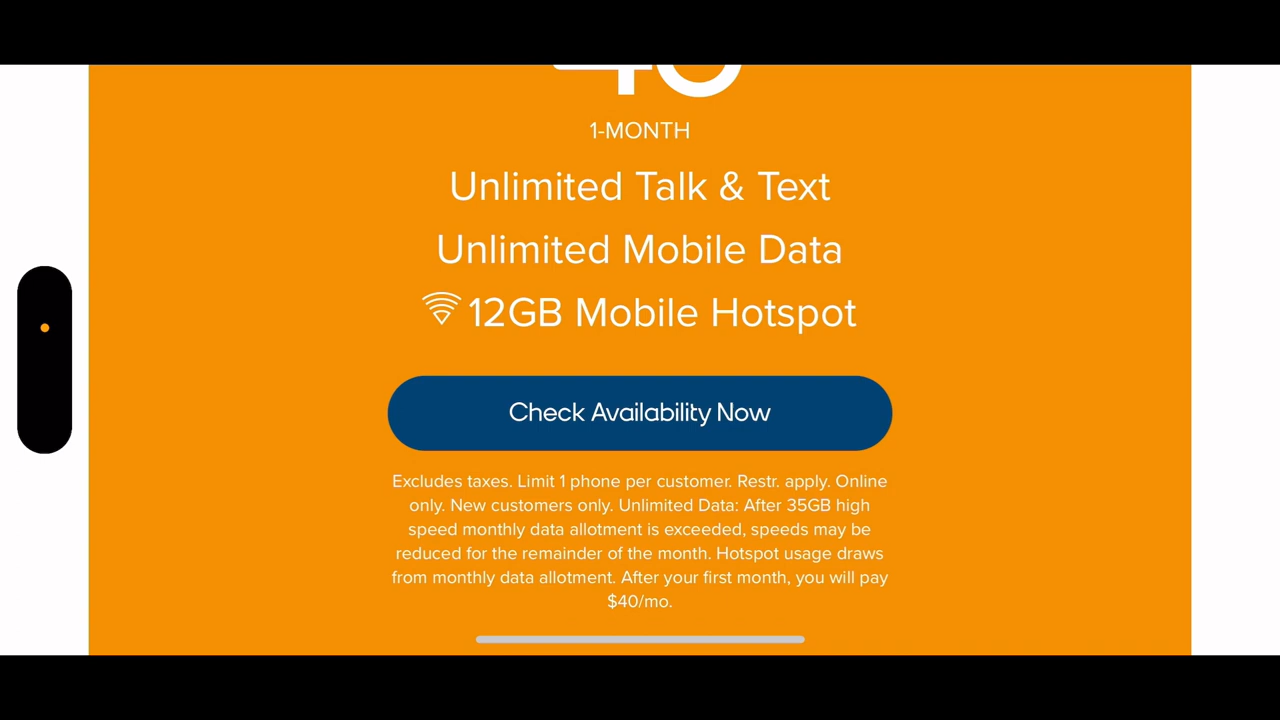 40
1-MONTH
Unlimited Talk & Text
Unlimited Mobile Data
12GB Mobile Hotspot
Check Availability Now
Excludes taxes. Limit 1 phone per customer. Restr. apply. Online
only. New customers only. Unlimited Data: After 35GB high
speed monthly data allotment is exceeded, speeds may be
reduced for the remainder of the month. Hotspot usage draws
from monthly data allotment. After your first month, you will pay
$40/mo.